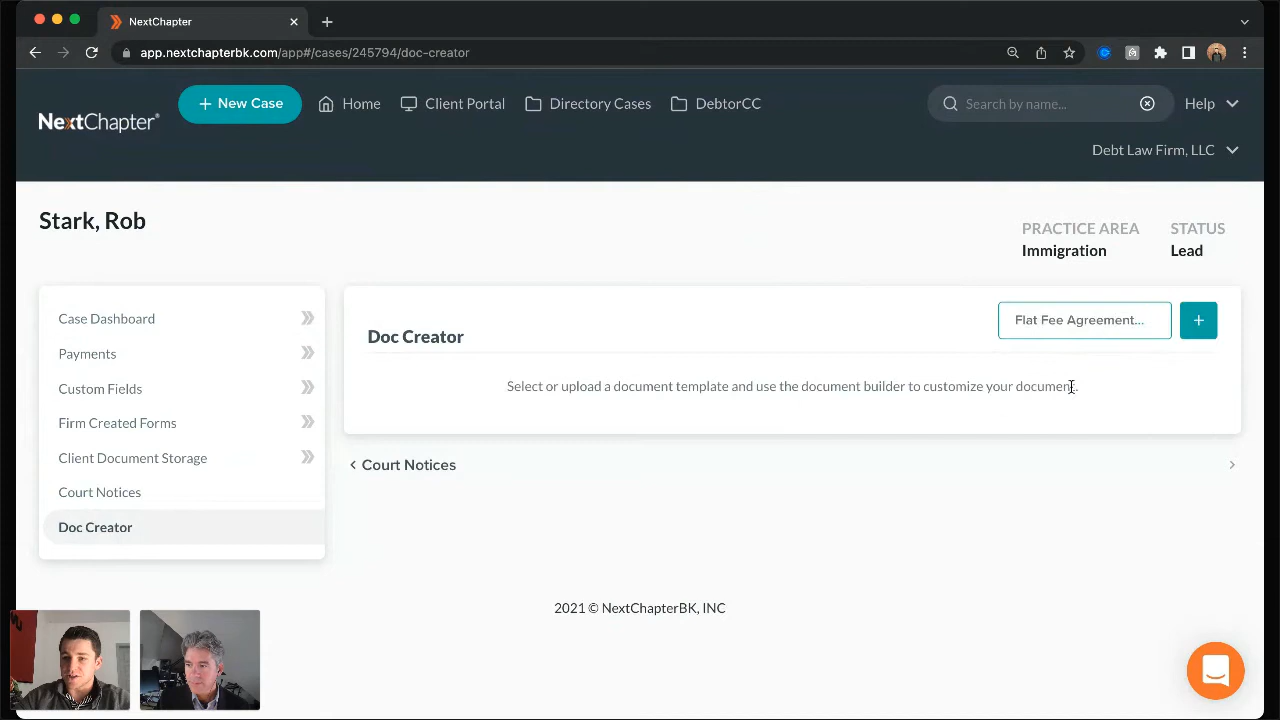 NextChapter
app.nextchapterbk.com/app#/cases/245794/doc-creator
NextChapter®
+ New Case
Home
Client Portal
Directory Cases
DebtorCC
Search by name...
Help
Debt Law Firm, LLC
Stark, Rob
PRACTICE AREA
Immigration
STATUS
Lead
Case Dashboard
Payments
Custom Fields
Firm Created Forms
Client Document Storage
Court Notices
Doc Creator
Doc Creator
Flat Fee Agreement...
+
Select or upload a document template and use the document builder to customize your document.
< Court Notices
>
2021 © NextChapterBK, INC